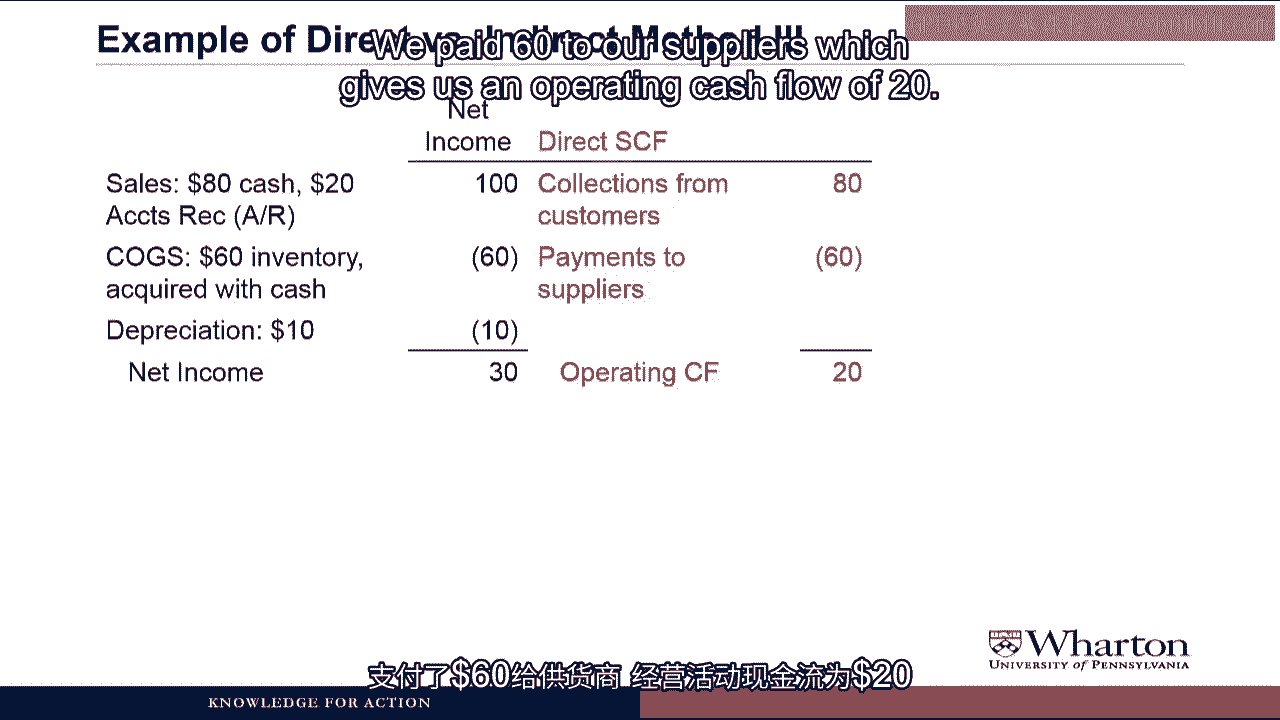 Example of Direct vs. Indirect Method III
We paid 60 to our suppliers which
gives us an operating cash flow of 20.
Net
Income Direct SCF
Sales: $80 cash, $20 100 Collections from 80
Accts Rec (A/R) customers
COGS: $60 inventory, (60) Payments to (60)
acquired with cash suppliers
Depreciation: $10 (10)
Net Income 30 Operating CF 20
Wharton
UNIVERSITY of PENNSYLVANIA
支付了$60给供货商 经营活动现金流为$20
KNOWLEDGE FOR ACTION